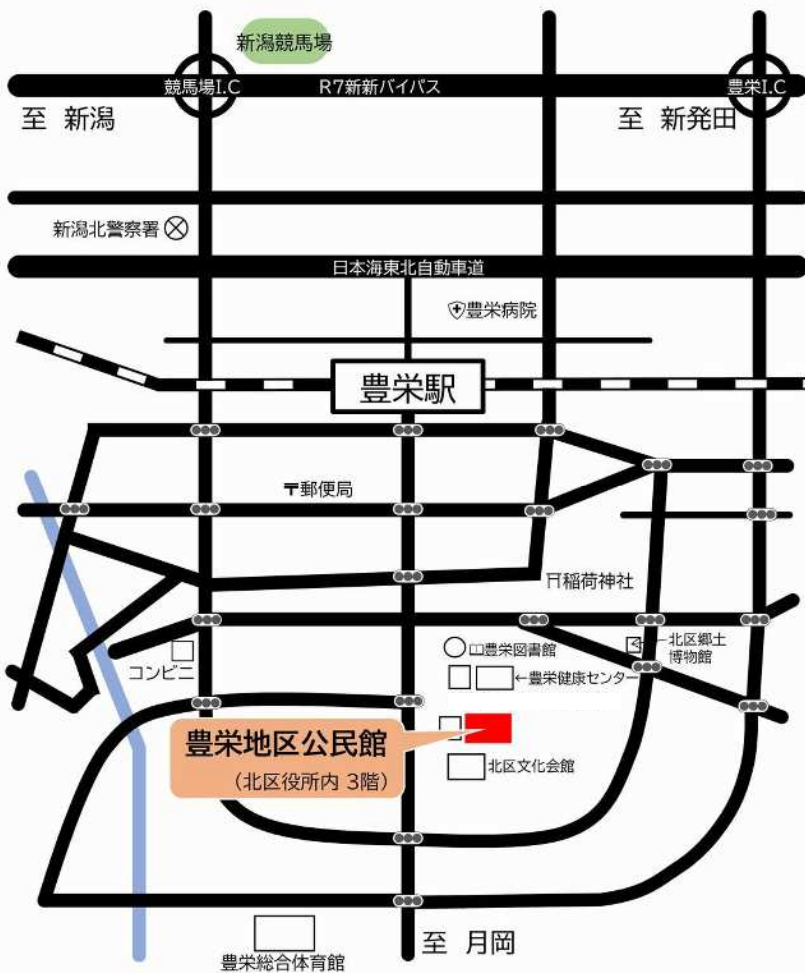 新潟競馬場
競馬場I.C
R7新新バイパス
豊栄I.C
至 新潟
至 新発田
新潟北警察署
日本海東北自動車道
豊栄病院
豊栄駅
〒郵便局
稲荷神社
豊栄図書館
←豊栄健康センター
北区郷土
博物館
コンビニ
豊栄地区公民館
(北区役所内 3階)
北区文化会館
至 月岡
豊栄総合体育館